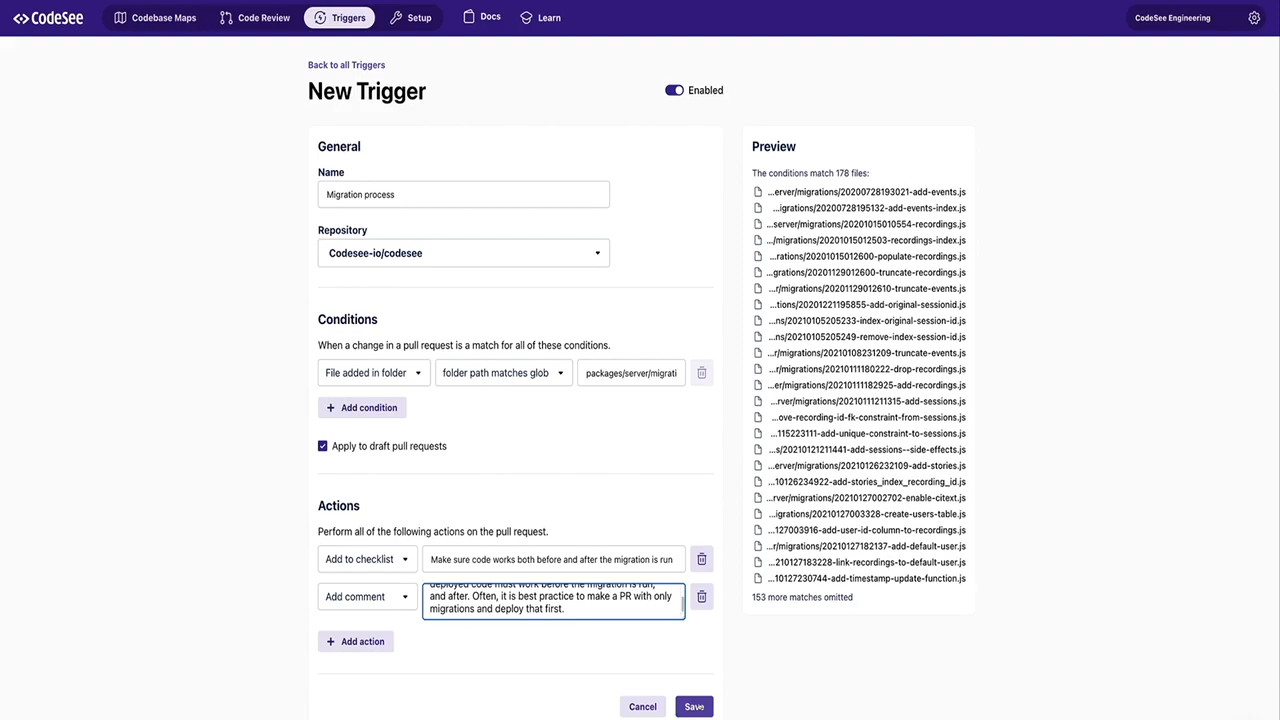 CodeSee
Codebase Maps
Code Review
Triggers
Setup
Docs
Learn
CodeSee Engineering
Back to all Triggers
New Trigger
Enabled
General
Name
Migration process
Repository
Codesee-io/codesee
Conditions
When a change in a pull request is a match for all of these conditions.
File added in folder
folder path matches glob
packages/server/migrati
+ Add condition
Apply to draft pull requests
Actions
Perform all of the following actions on the pull request.
Add to checklist
Make sure code works both before and after the migration is run
Add comment
deployed code must work before the migration is run,
and after. Often, it is best practice to make a PR with only
migrations and deploy that first.
+ Add action
Cancel
Save
Preview
The conditions match 178 files:
...erver/migrations/20200728193021-add-events.js
...igrations/20200728195132-add-events-index.js
...server/migrations/20201015010554-recordings.js
.../migrations/20201015012503-recordings-index.js
...rations/20201015012600-populate-recordings.js
...grations/20201129012600-truncate-recordings.js
...r/migrations/20201129012610-truncate-events.js
...tions/20201221195855-add-original-sessionid.js
...ns/20210105205233-index-original-session-id.js
...ns/20210105205249-remove-index-session-id.js
...r/migrations/20210108231209-truncate-events.js
...r/migrations/20210111180222-drop-recordings.js
...er/migrations/20210111182925-add-recordings.js
...rver/migrations/20210111211315-add-sessions.js
...ove-recording-id-fk-constraint-from-sessions.js
...115223111-add-unique-constraint-to-sessions.js
...s/20210121211441-add-sessions--side-effects.js
...erver/migrations/20210126232109-add-stories.js
...10126234922-add-stories_index_recording_id.js
...rver/migrations/20210127002702-enable-citext.js
...igrations/20210127003328-create-users-table.js
...127003916-add-user-id-column-to-recordings.js
...r/migrations/20210127182137-add-default-user.js
...210127183228-link-recordings-to-default-user.js
...10127230744-add-timestamp-update-function.js
153 more matches omitted